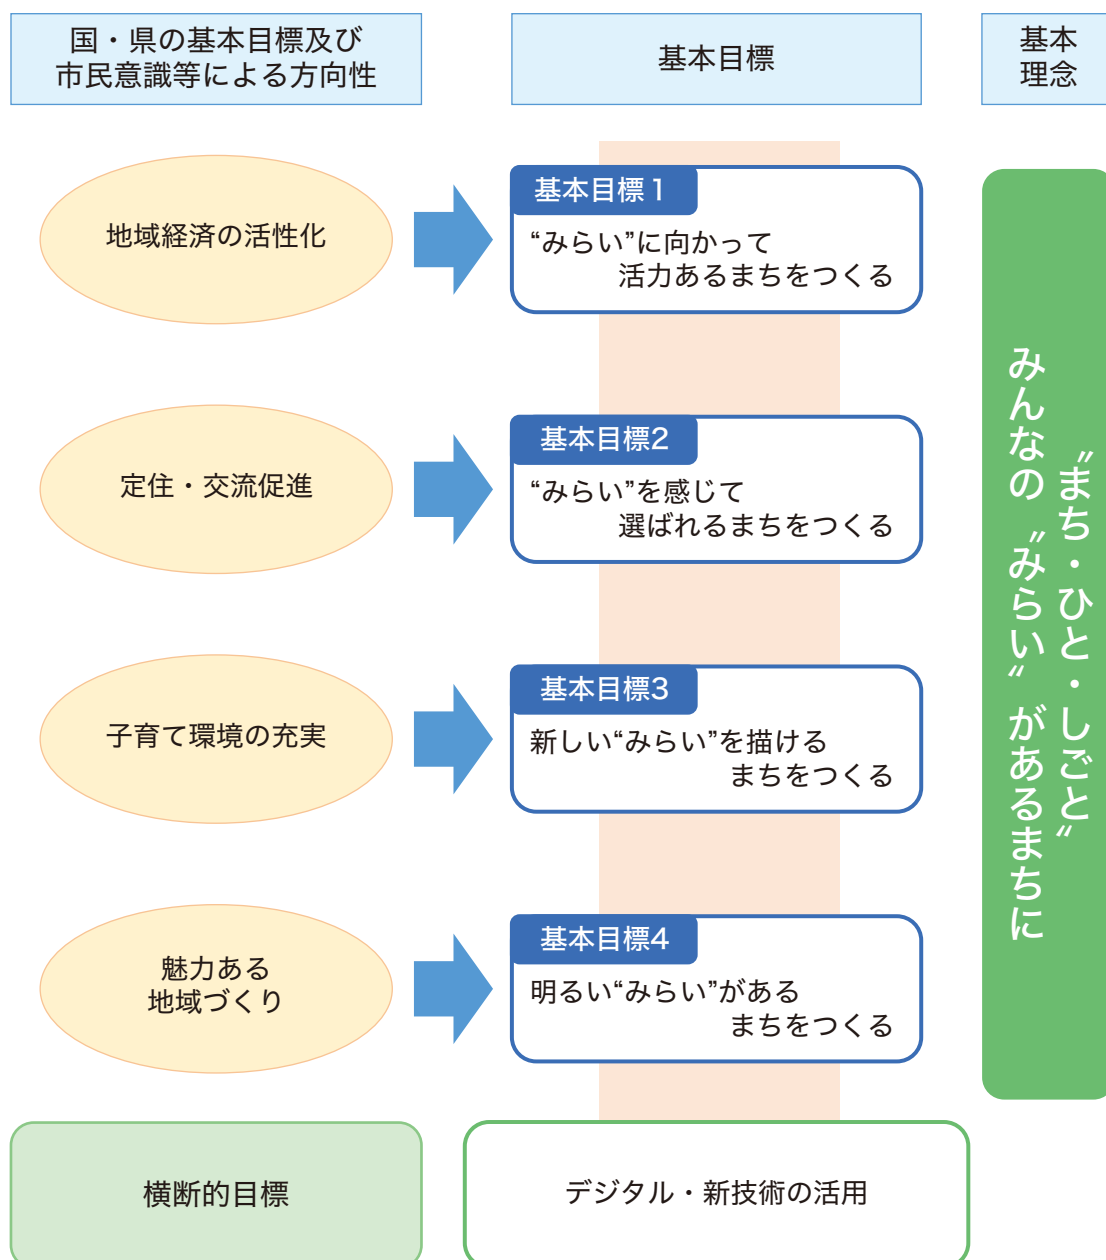 国・県の基本目標及び
市民意識等による方向性
基本目標
基本
理念
地域経済の活性化
基本目標1
“みらい”に向かって
活力あるまちをつくる
定住・交流促進
基本目標2
“みらい”を感じて
選ばれるまちをつくる
子育て環境の充実
基本目標3
新しい“みらい”を描ける
まちをつくる
魅力ある
地域づくり
基本目標4
明るい“みらい”がある
まちをつくる
〝まち・ひと・しごと〟
みんなの〝みらい〟があるまちに
横断的目標
デジタル・新技術の活用